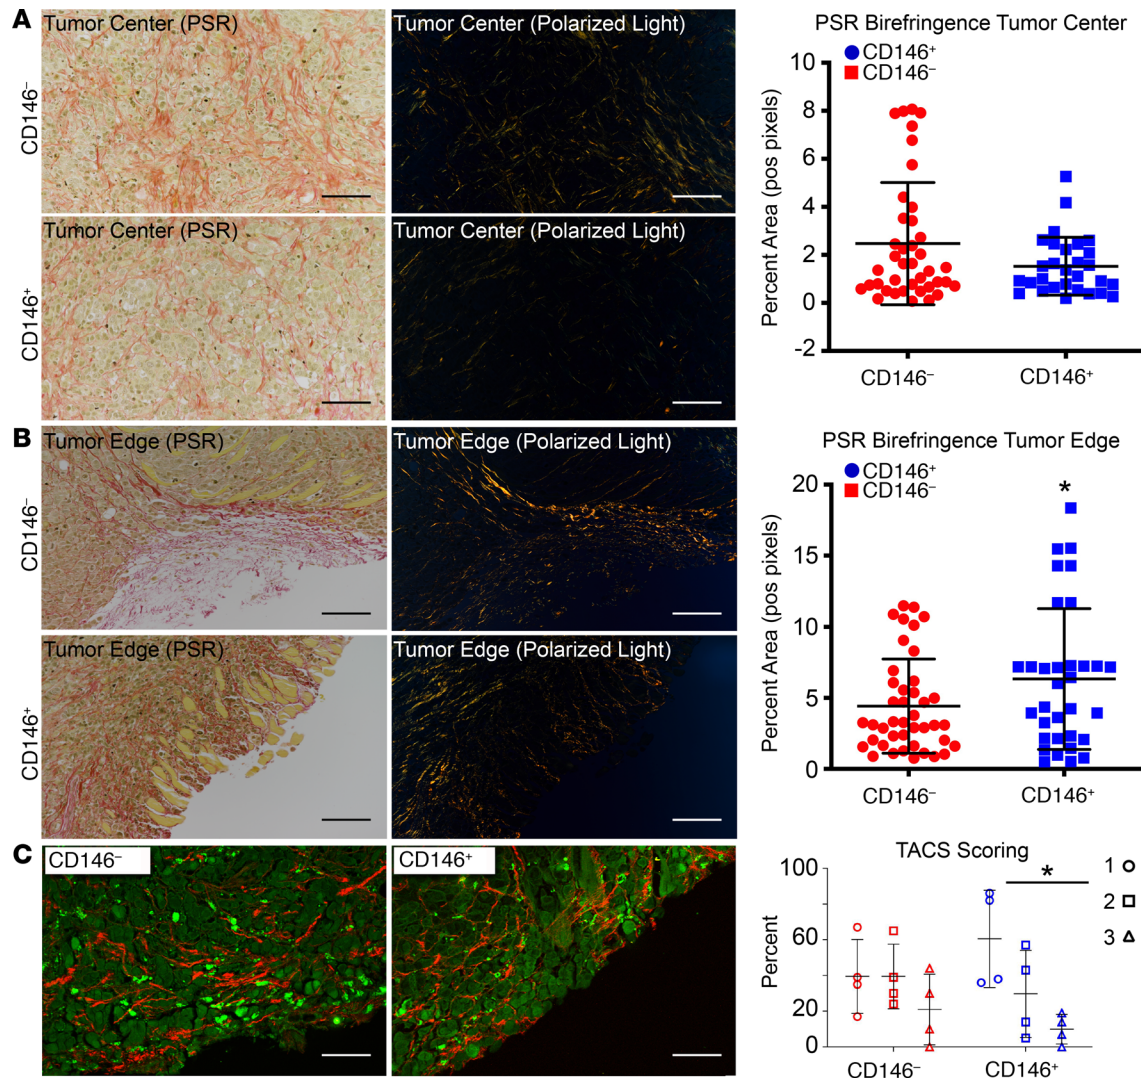 A
Tumor Center (PSR)
Tumor Center (Polarized Light)
CD146⁻
Tumor Center (PSR)
Tumor Center (Polarized Light)
CD146⁺
PSR Birefringence Tumor Center
CD146⁺
CD146⁻
Percent Area (pos pixels)
10
8
6
4
2
0
-2
CD146⁻
CD146⁺
B
Tumor Edge (PSR)
Tumor Edge (Polarized Light)
CD146⁻
Tumor Edge (PSR)
Tumor Edge (Polarized Light)
CD146⁺
PSR Birefringence Tumor Edge
CD146⁺
CD146⁻
*
Percent Area (pos pixels)
20
15
10
5
0
CD146⁻
CD146⁺
C
CD146⁻
CD146⁺
TACS Scoring
1
2
3
*
Percent
100
60
20
0
CD146⁻
CD146⁺